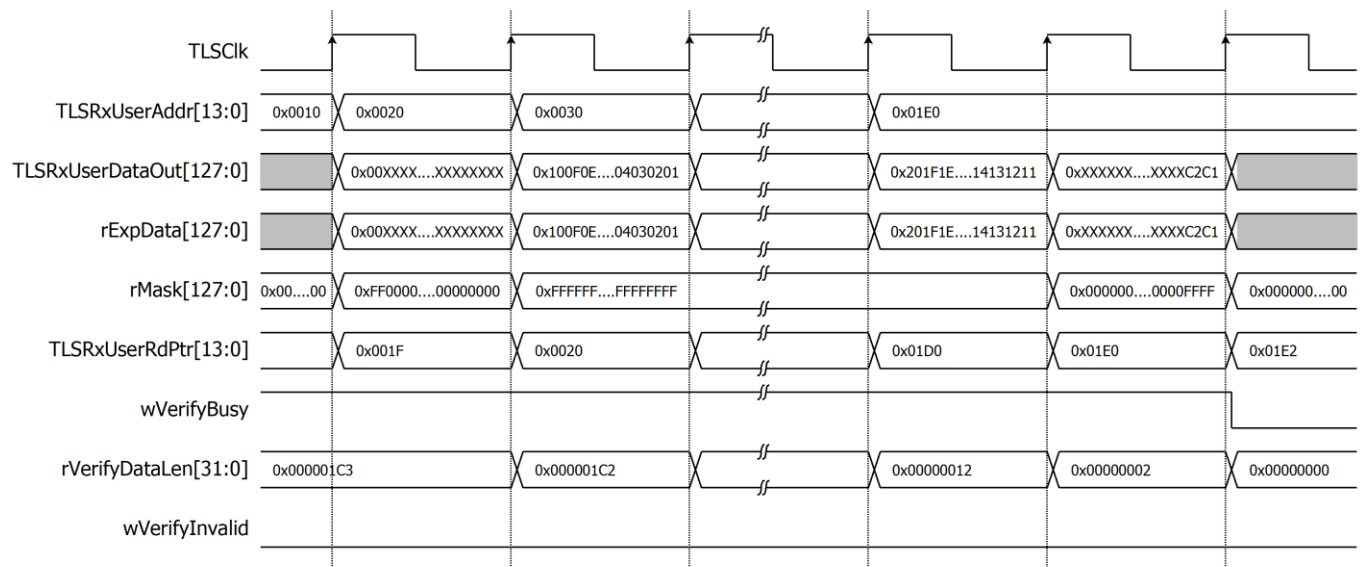 TLSClk
TLSRxUserAddr[13:0] 0x0010 0x0020 0x0030 0x01E0
TLSRxUserDataOut[127:0] 0x00XXXX....XXXXXXXX 0x100F0E....04030201 0x201F1E....14131211 0xXXXXXX....XXXXC2C1
rExpData[127:0] 0x00XXXX....XXXXXXXX 0x100F0E....04030201 0x201F1E....14131211 0xXXXXXX....XXXXC2C1
rMask[127:0] 0x00....00 0xFF0000....00000000 0xFFFFFF....FFFFFFFF 0x000000....0000FFFF 0x000000....00
TLSRxUserRdPtr[13:0] 0x001F 0x0020 0x01D0 0x01E0 0x01E2
wVerifyBusy
rVerifyDataLen[31:0] 0x000001C3 0x000001C2 0x00000012 0x00000002 0x00000000
wVerifyInvalid